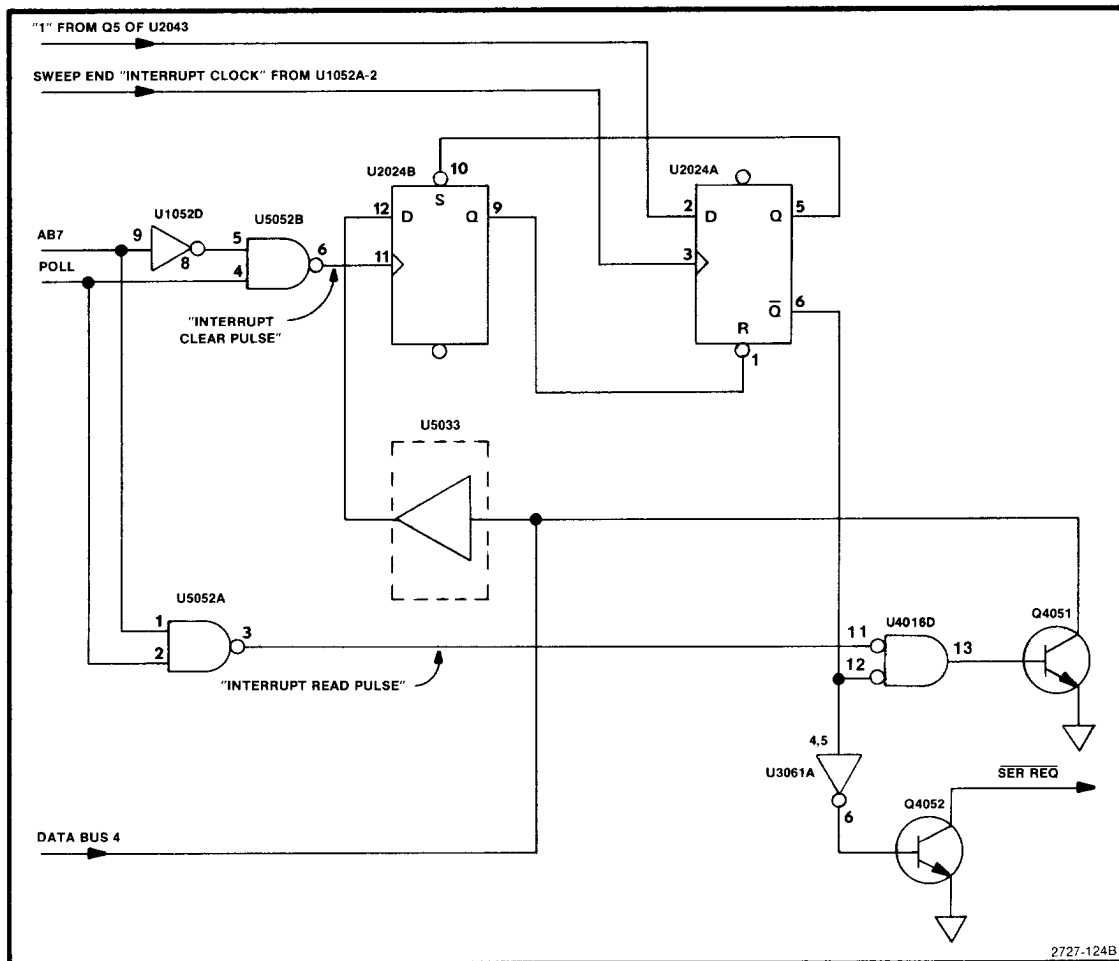 "1" FROM Q5 OF U2043
SWEEP END "INTERRUPT CLOCK" FROM U1052A-2
U2024B
10
S
12
D
Q
9
11
U2024A
2
D
Q
5
3
Q
6
R
1
U1052D
U5052B
AB7
9
8
5
6
POLL
4
"INTERRUPT
CLEAR PULSE"
U5033
U5052A
1
3
2
"INTERRUPT READ PULSE"
U4016D
11
12
13
Q4051
4,5
U3061A
6
Q4052
SER REQ
DATA BUS 4
2727-124B